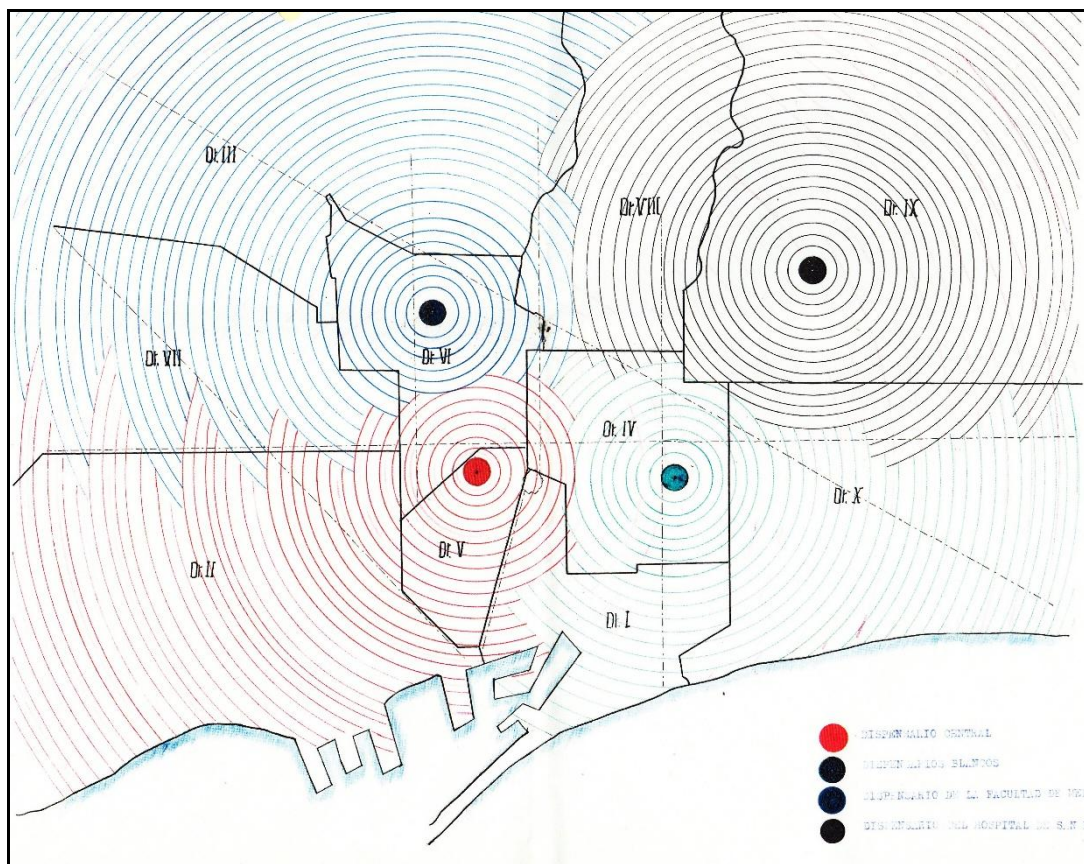 Dt. III
Dt. VIII
Dt. IX
Dt. VII
Dt. VI
Dt. IV
Dt. X
Dt. V
Dt. II
Dt. I
DISPENSARIO CENTRAL
DISPENSARIOS BLANCOS
DISPENSARIO DE LA FACULTAD DE
DISPENSARIO DEL HOSPITAL DE SAN